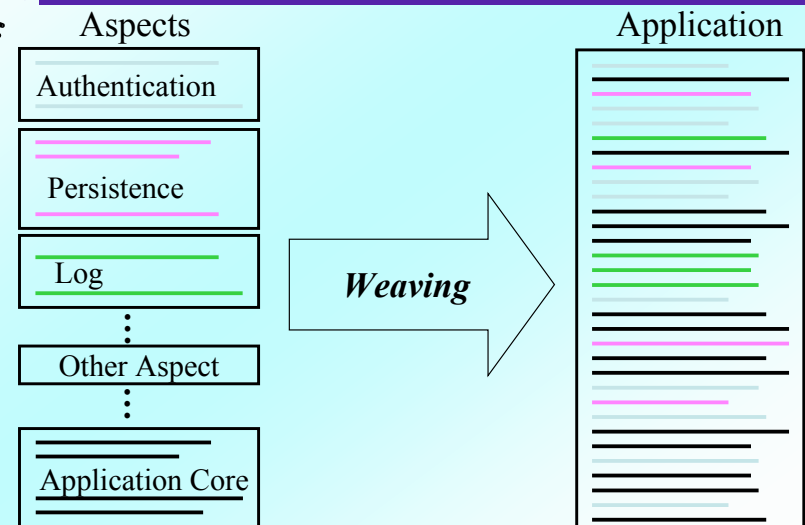 Aspects
Application
Authentication
Persistence
Log
Weaving
Other Aspect
Application Core